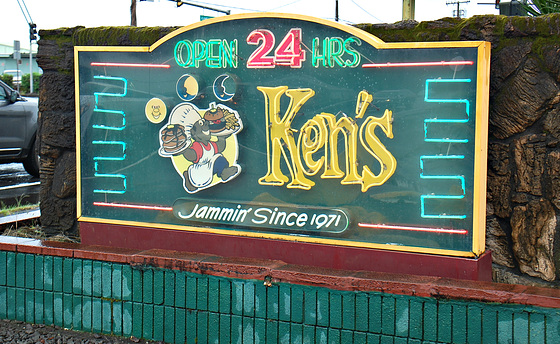 OPEN 24 HRS
Ken's
Jammin' Since 1971